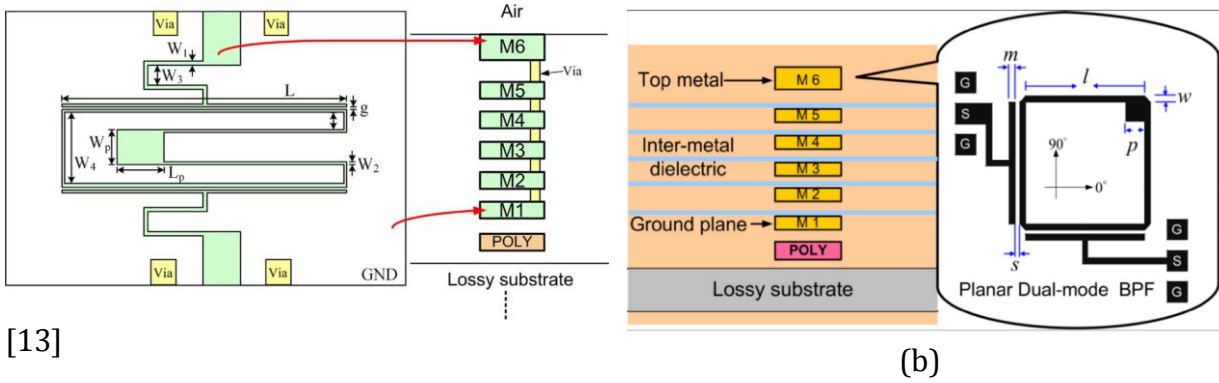 Via
Via
W1
W3
L
g
Wp
W4
Lp
W2
Via
Via
GND
Air
M6
Via
M5
M4
M3
M2
M1
POLY
Lossy substrate
[13]
Top metal
M 6
M 5
Inter-metal
dielectric
M 4
M 3
M 2
Ground plane
M 1
POLY
Lossy substrate
m
l
w
G
S
G
p
90°
0°
s
G
S
G
Planar Dual-mode BPF
(b)